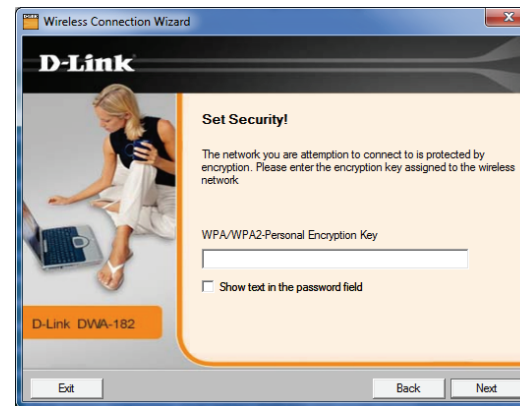 Wireless Connection Wizard
D-Link
Set Security!
The network you are attemption to connect to is protected by
encryption. Please enter the encryption key assigned to the wireless
network
WPA/WPA2-Personal Encryption Key
Show text in the password field
D-Link DWA-182
Exit
Back
Next